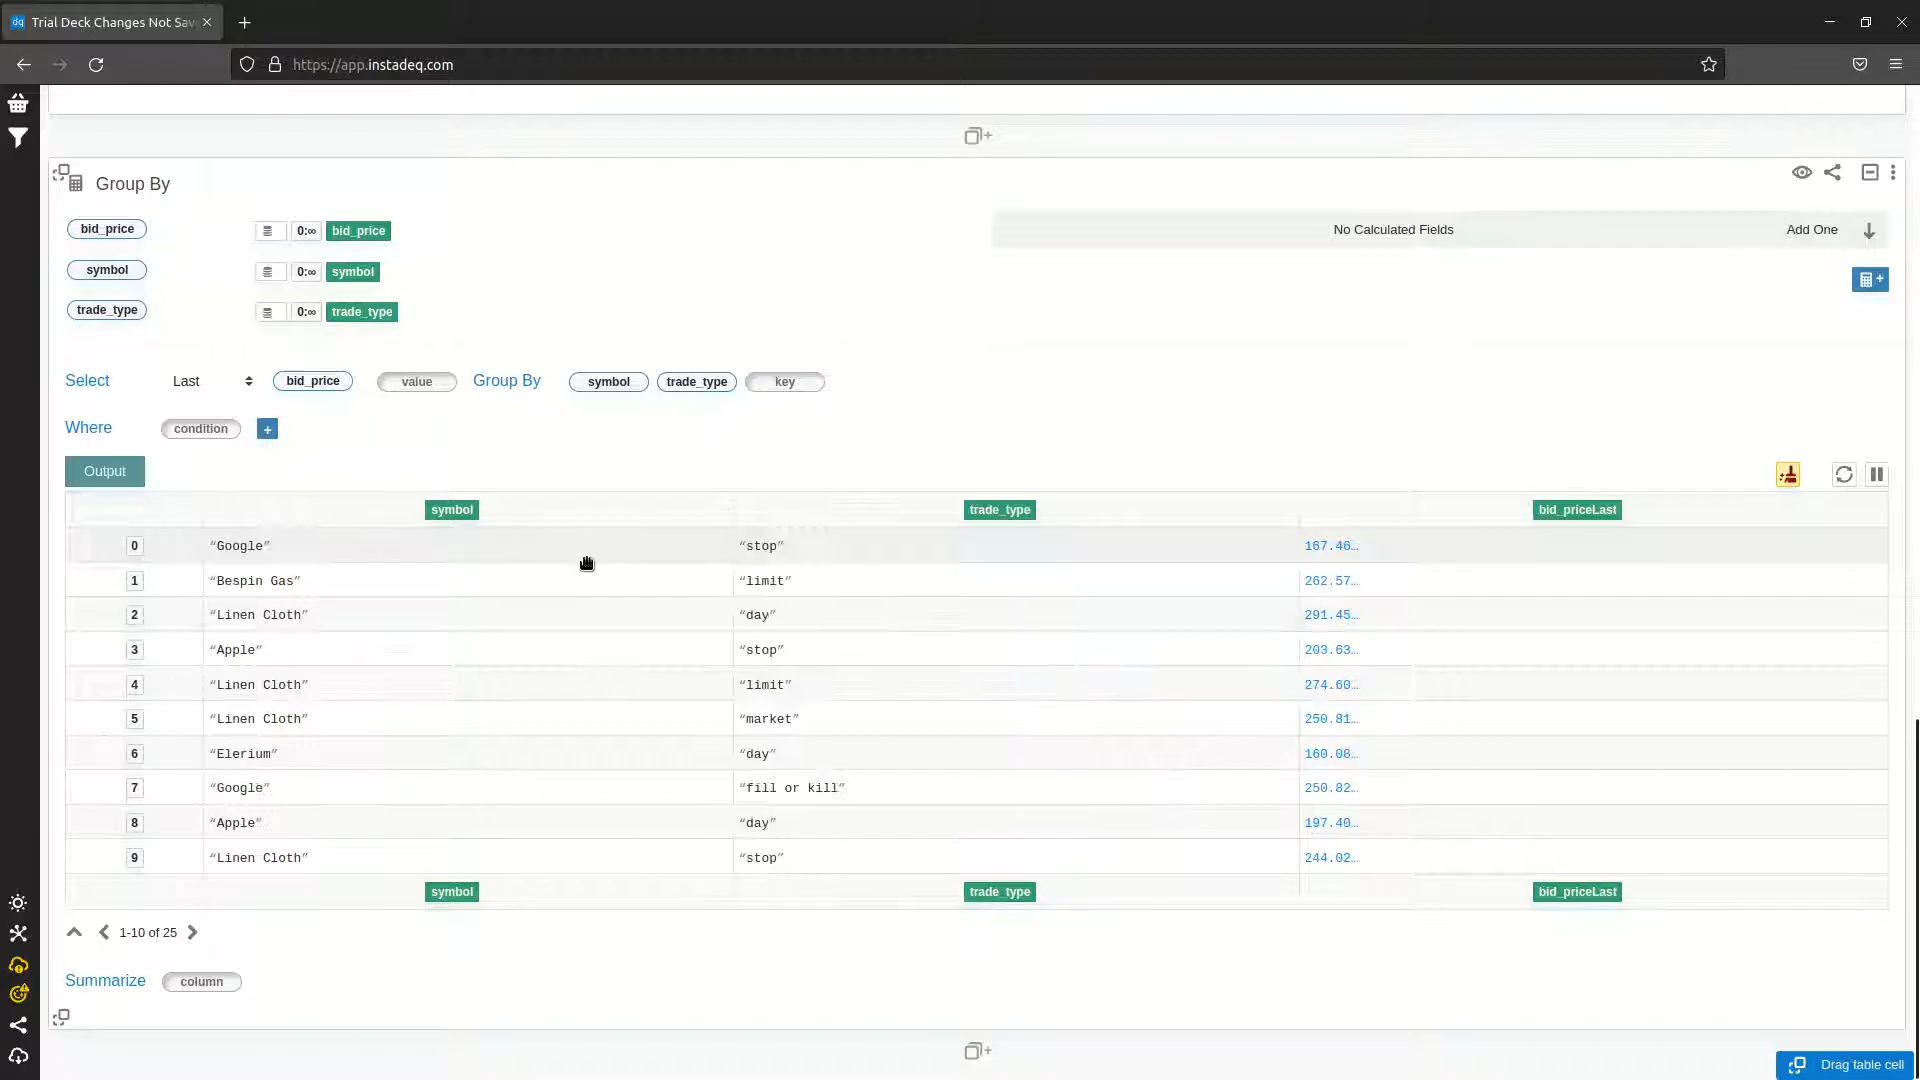 dq Trial Deck Changes Not Sav
https://app.instadeq.com
Group By
bid_price 0:∞ bid_price No Calculated Fields Add One
symbol 0:∞ symbol
trade_type 0:∞ trade_type
Select Last bid_price value Group By symbol trade_type key
Where condition +
Output
symbol trade_type bid_priceLast
0 “Google” “stop” 167.46…
1 “Bespin Gas” “limit” 262.57…
2 “Linen Cloth” “day” 291.45…
3 “Apple” “stop” 203.63…
4 “Linen Cloth” “limit” 274.60…
5 “Linen Cloth” “market” 250.81…
6 “Elerium” “day” 160.08…
7 “Google” “fill or kill” 250.82…
8 “Apple” “day” 197.40…
9 “Linen Cloth” “stop” 244.02…
symbol trade_type bid_priceLast
1-10 of 25
Summarize column
Drag table cell